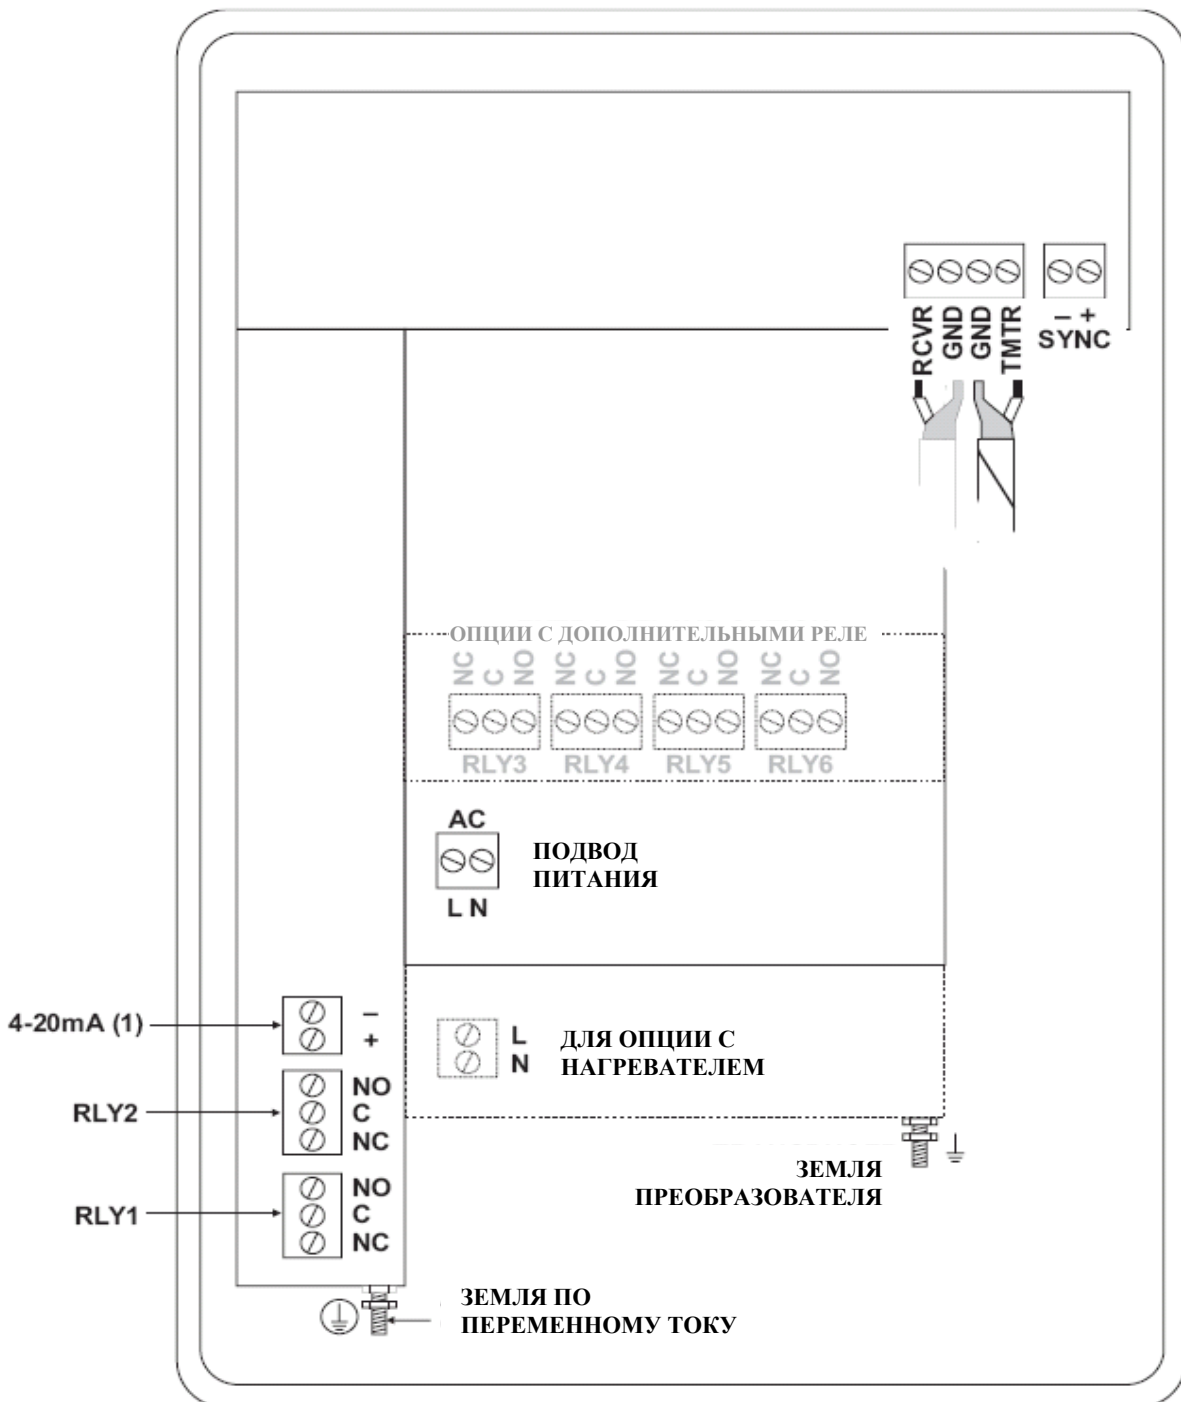 RCVR
GND
GND
TMTR
– +
SYNC
ОПЦИИ С ДОПОЛНИТЕЛЬНЫМИ РЕЛЕ
NC C NO NC C NO NC C NO NC C NO
RLY3 RLY4 RLY5 RLY6
AC
ПОДВОД
ПИТАНИЯ
L N
4-20mA (1)
–
+
L
N
ДЛЯ ОПЦИИ С
НАГРЕВАТЕЛЕМ
RLY2
NO
C
NC
ЗЕМЛЯ
ПРЕОБРАЗОВАТЕЛЯ
RLY1
NO
C
NC
ЗЕМЛЯ ПО
ПЕРЕМЕННОМУ ТОКУ